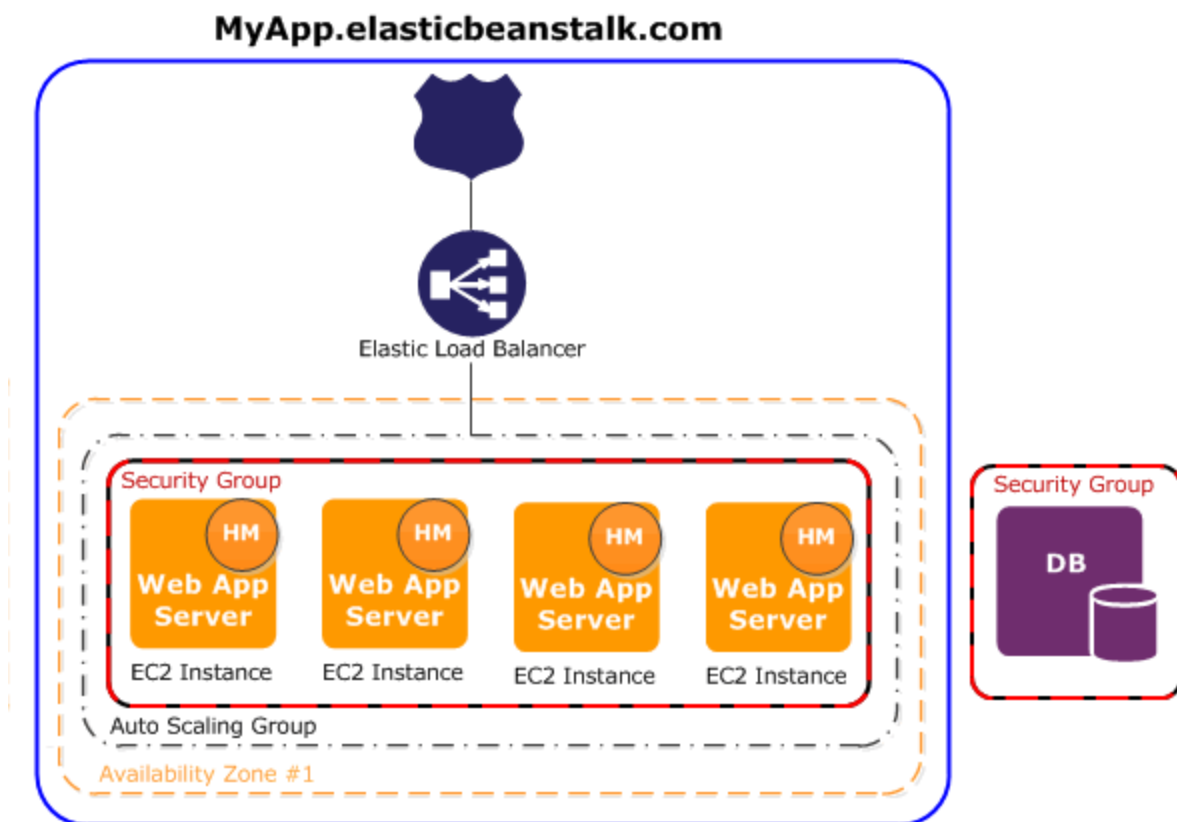 MyApp.elasticbeanstalk.com
Elastic Load Balancer
Security Group
HM
Web App
Server
EC2 Instance
HM
Web App
Server
EC2 Instance
HM
Web App
Server
EC2 Instance
HM
Web App
Server
EC2 Instance
Auto Scaling Group
Availability Zone #1
Security Group
DB